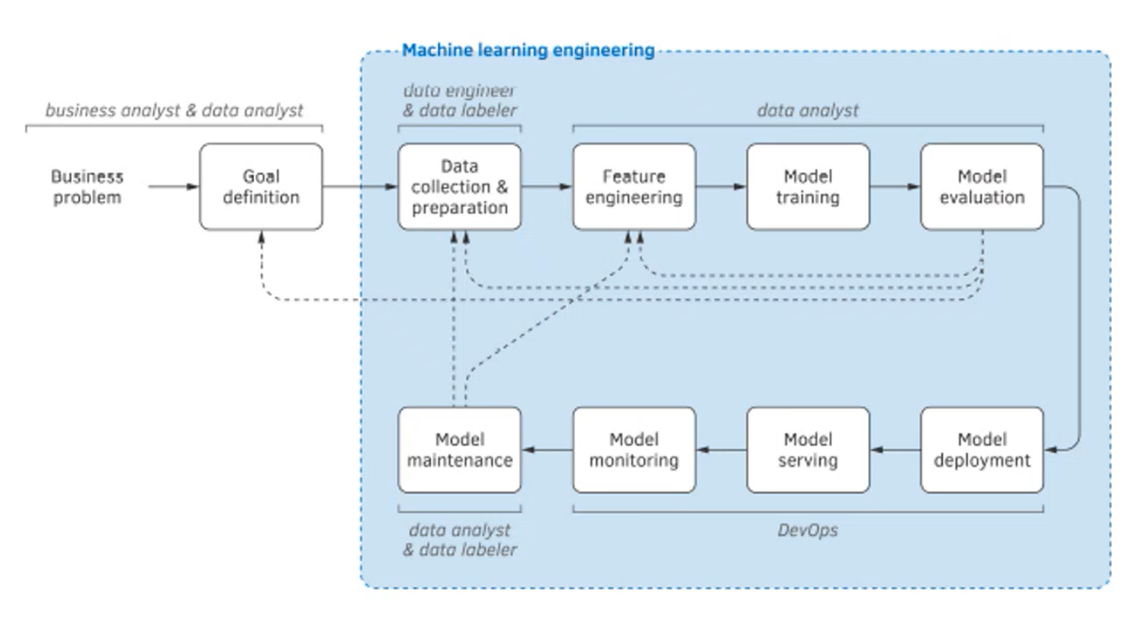 Machine learning engineering
business analyst & data analyst
data engineer
& data labeler
data analyst
Business
problem
Goal
definition
Data
collection &
preparation
Feature
engineering
Model
training
Model
evaluation
Model
maintenance
Model
monitoring
Model
serving
Model
deployment
data analyst
& data labeler
DevOps